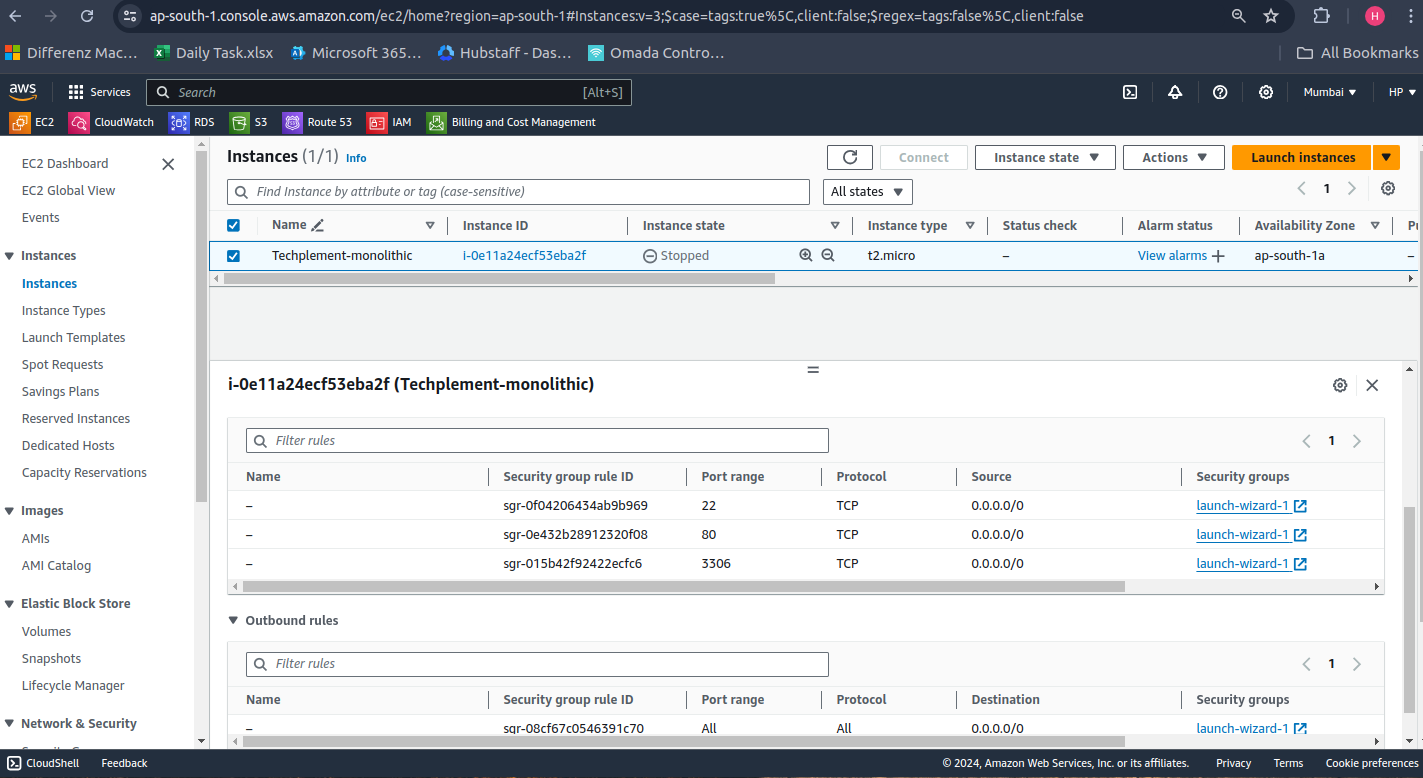 ap-south-1.console.aws.amazon.com/ec2/home?region=ap-south-1#Instances:v=3;$case=tags:true%5C,client:false;$regex=tags:false%5C,client:false
H
Differenz Mac... Daily Task.xlsx Microsoft 365... Hubstaff - Das... Omada Contro... All Bookmarks
aws Services Search [Alt+S] Mumbai HP
EC2 CloudWatch RDS S3 Route 53 IAM Billing and Cost Management
EC2 Dashboard
EC2 Global View
Events
Instances
Instances
Instance Types
Launch Templates
Spot Requests
Savings Plans
Reserved Instances
Dedicated Hosts
Capacity Reservations
Images
AMIs
AMI Catalog
Elastic Block Store
Volumes
Snapshots
Lifecycle Manager
Network & Security
Instances (1/1) Info Connect Instance state Actions Launch instances
Find Instance by attribute or tag (case-sensitive) All states 1
Name Instance ID Instance state Instance type Status check Alarm status Availability Zone
Techplement-monolithic i-0e11a24ecf53eba2f Stopped t2.micro – View alarms + ap-south-1a –
i-0e11a24ecf53eba2f (Techplement-monolithic)
Filter rules 1
Name Security group rule ID Port range Protocol Source Security groups
– sgr-0f04206434ab9b969 22 TCP 0.0.0.0/0 launch-wizard-1
– sgr-0e432b28912320f08 80 TCP 0.0.0.0/0 launch-wizard-1
– sgr-015b42f92422ecfc6 3306 TCP 0.0.0.0/0 launch-wizard-1
Outbound rules
Filter rules 1
Name Security group rule ID Port range Protocol Destination Security groups
– sgr-08cf67c0546391c70 All All 0.0.0.0/0 launch-wizard-1
CloudShell Feedback © 2024, Amazon Web Services, Inc. or its affiliates. Privacy Terms Cookie preferences